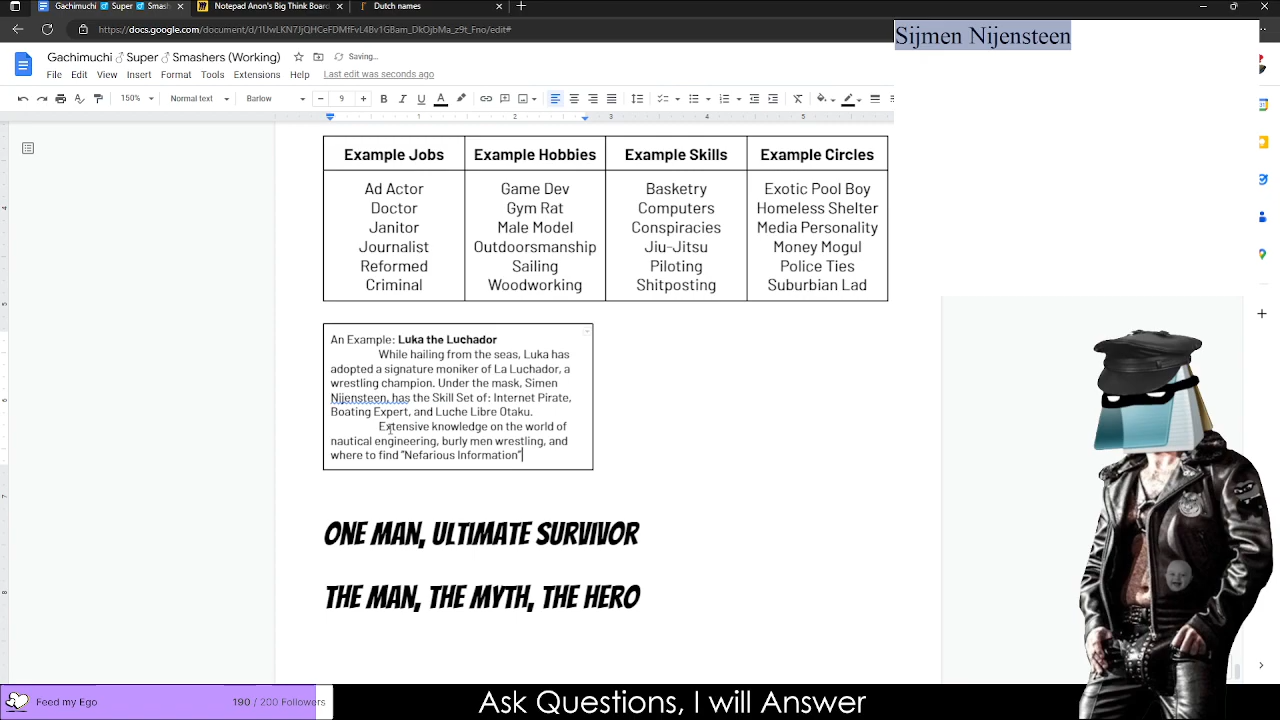 Notepad Anon's Big Think Boar
Dutch names
https://docs.google.com/document/d/1UwLKN7JjQHCeFDMfFvL4Bv1GBam_DkOjbMa_z9t_Fno/edit#
Sijmen Nijensteen
Gachimuchi ♂ Super ♂ Smashers (Working)
Saving...
File Edit View Insert Format Tools Extensions Help
Last edit was seconds ago
150% Normal text Barlow 9
Example Jobs Example Hobbies Example Skills Example Circles
Ad Actor Game Dev Basketry Exotic Pool Boy
Doctor Gym Rat Computers Homeless Shelter
Janitor Male Model Conspiracies Media Personality
Journalist Outdoorsmanship Jiu-Jitsu Money Mogul
Reformed Sailing Piloting Police Ties
Criminal Woodworking Shitposting Suburbian Lad
An Example: Luka the Luchador
While hailing from the seas, Luka has
adopted a signature moniker of La Luchador, a
wrestling champion. Under the mask, Simen
Nijensteen, has the Skill Set of: Internet Pirate,
Boating Expert, and Luche Libre Otaku.
Extensive knowledge on the world of
nautical engineering, burly men wrestling, and
where to find "Nefarious Information"
ONE MAN, ULTIMATE SURVIVOR
THE MAN, THE MYTH, THE HERO
Feed my Ego 190 / 200 Followers
Ask Questions, I will Answer